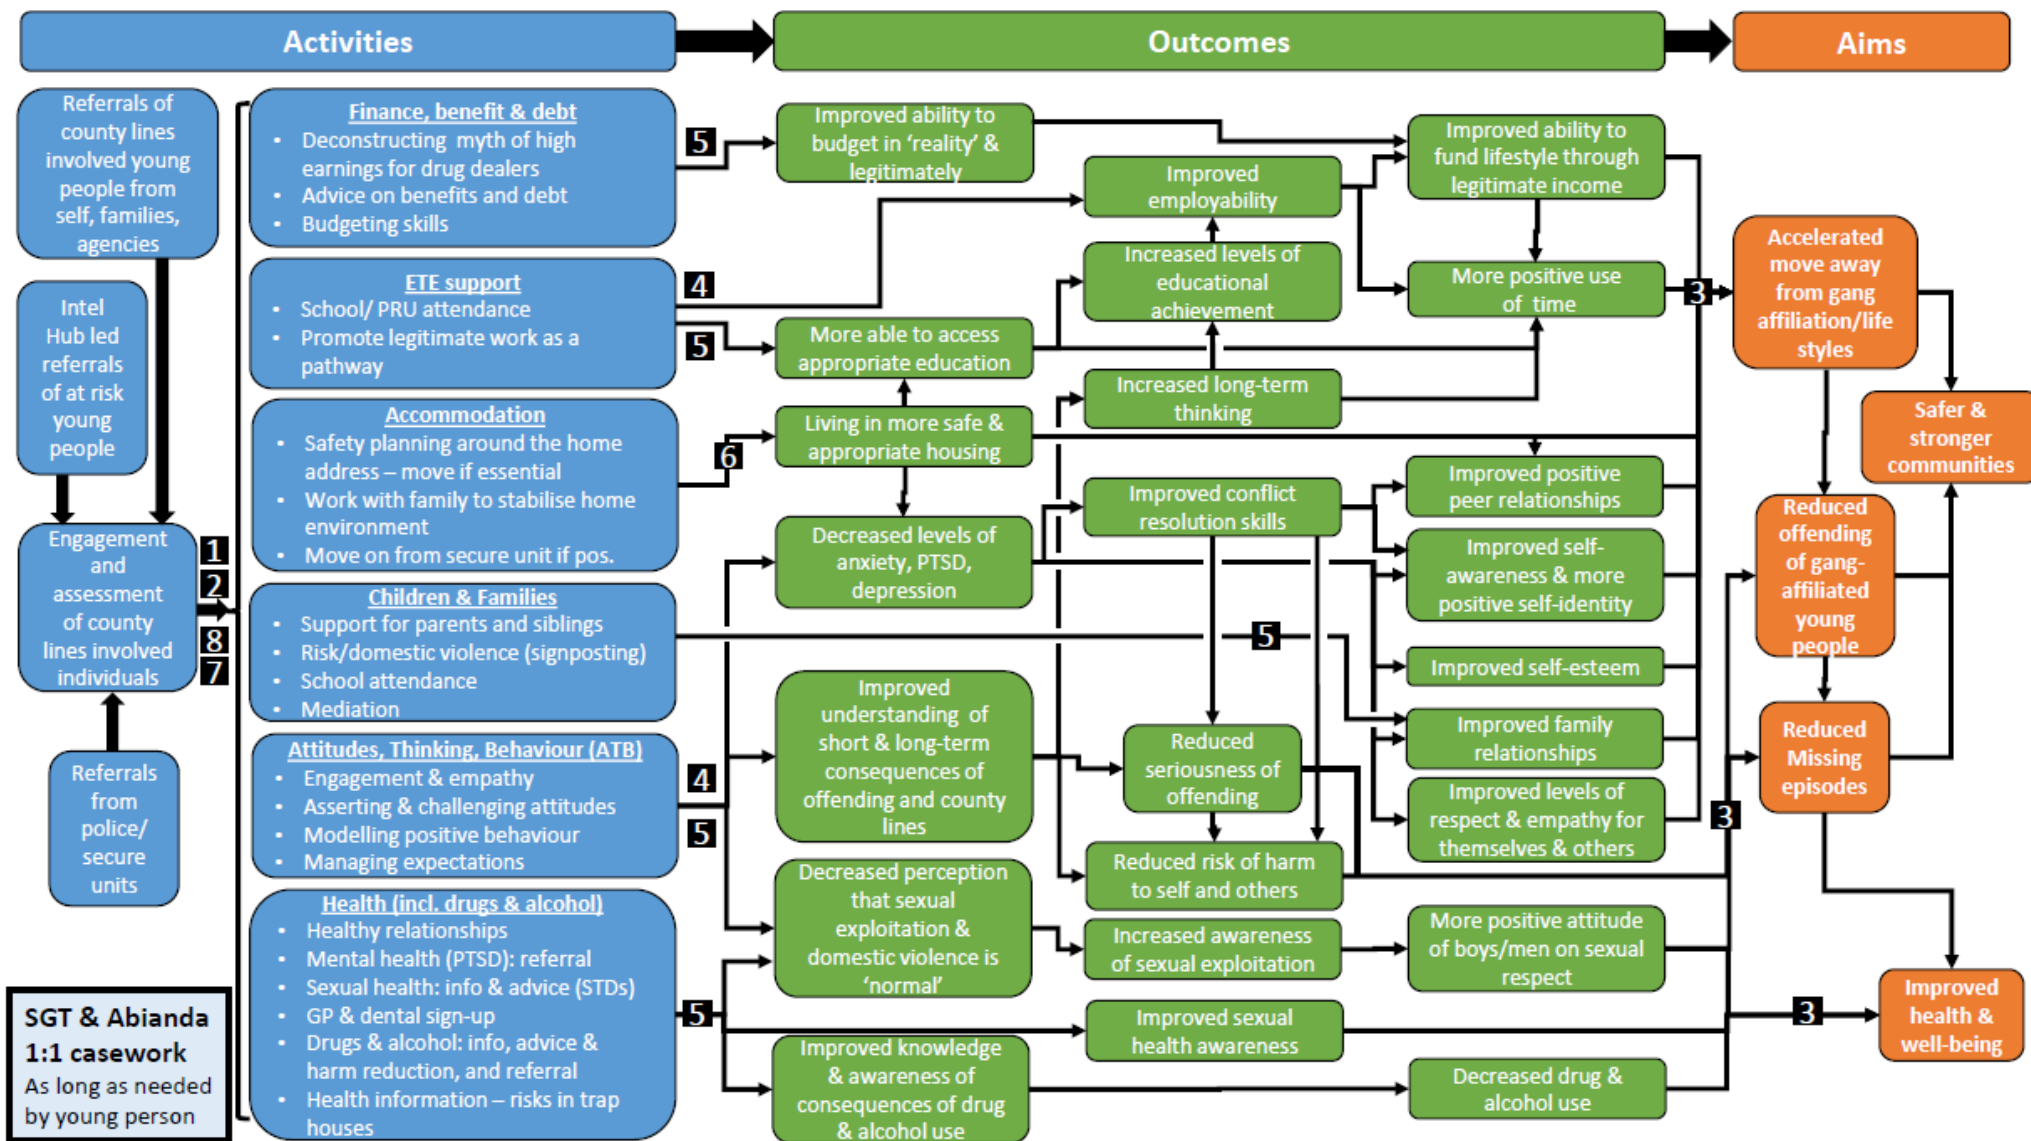 Activities
Outcomes
Aims
Referrals of
county lines
involved young
people from
self, families,
agencies
Intel
Hub led
referrals
of at risk
young
people
Engagement
and
assessment
of county
lines involved
individuals
1
2
8
7
Referrals
from
police/
secure
units
SGT & Abianda
1:1 casework
As long as needed
by young person
Finance, benefit & debt
• Deconstructing myth of high
earnings for drug dealers
• Advice on benefits and debt
• Budgeting skills
5
ETE support
• School/ PRU attendance
• Promote legitimate work as a
pathway
4
5
Accommodation
• Safety planning around the home
address – move if essential
• Work with family to stabilise home
environment
• Move on from secure unit if pos.
6
Children & Families
• Support for parents and siblings
• Risk/domestic violence (signposting)
• School attendance
• Mediation
5
Attitudes, Thinking, Behaviour (ATB)
• Engagement & empathy
• Asserting & challenging attitudes
• Modelling positive behaviour
• Managing expectations
4
5
Health (incl. drugs & alcohol)
• Healthy relationships
• Mental health (PTSD): referral
• Sexual health: info & advice (STDs)
• GP & dental sign-up
• Drugs & alcohol: info, advice &
harm reduction, and referral
• Health information – risks in trap
houses
5
Improved ability to
budget in ‘reality’ &
legitimately
More able to access
appropriate education
Living in more safe &
appropriate housing
Decreased levels of
anxiety, PTSD,
depression
Improved
understanding of
short & long-term
consequences of
offending and county
lines
Decreased perception
that sexual
exploitation &
domestic violence is
‘normal’
Improved knowledge
& awareness of
consequences of drug
& alcohol use
Improved
employability
Increased levels of
educational
achievement
Increased long-term
thinking
Improved conflict
resolution skills
Reduced
seriousness of
offending
Reduced risk of harm
to self and others
Increased awareness
of sexual exploitation
Improved sexual
health awareness
Improved ability to
fund lifestyle through
legitimate income
More positive use
of time
Improved positive
peer relationships
Improved self-
awareness & more
positive self-identity
Improved self-esteem
Improved family
relationships
Improved levels of
respect & empathy for
themselves & others
More positive attitude
of boys/men on sexual
respect
Decreased drug &
alcohol use
3
3
3
Accelerated
move away
from gang
affiliation/life
styles
Safer &
stronger
communities
Reduced
offending
of gang-
affiliated
young
people
Reduced
Missing
episodes
Improved
health &
well-being